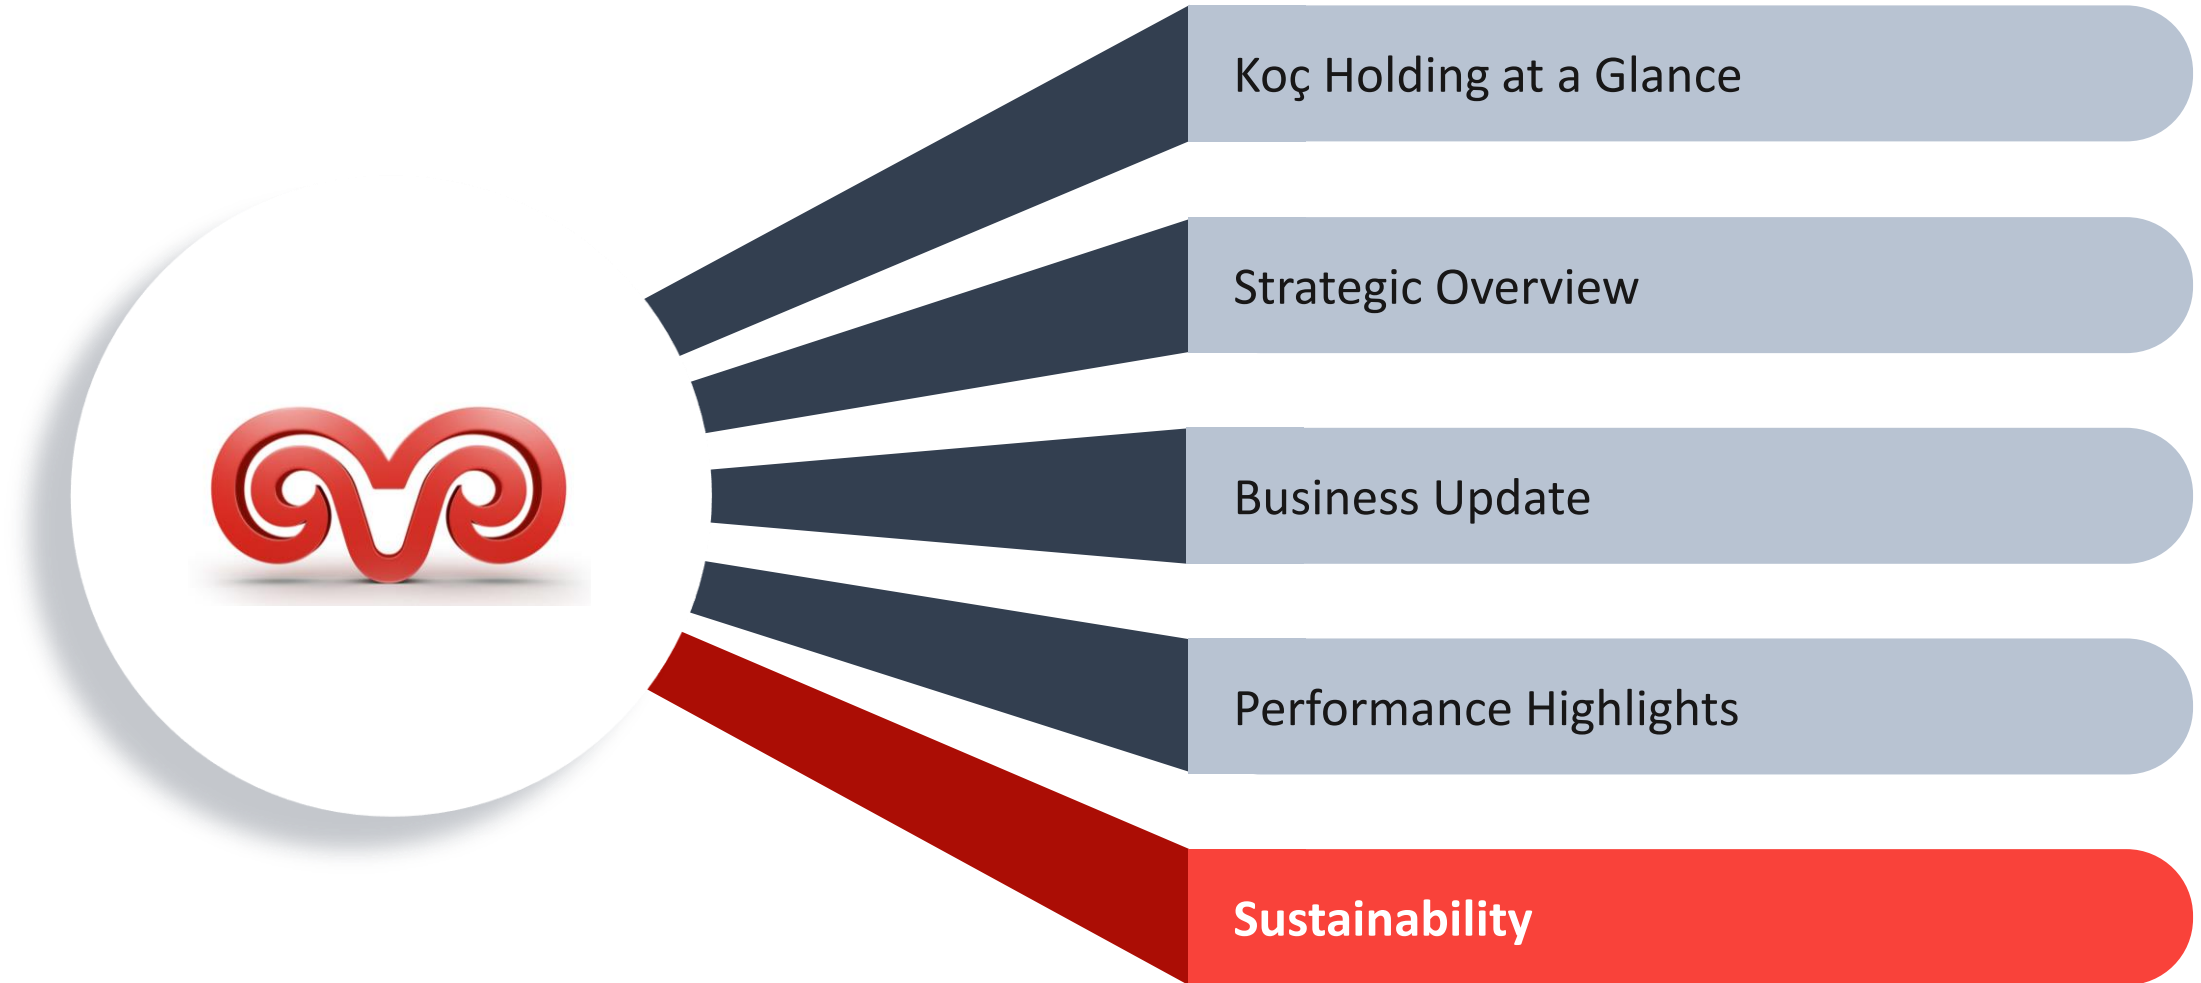 Koç Holding at a Glance
Strategic Overview
Business Update
Performance Highlights
Sustainability